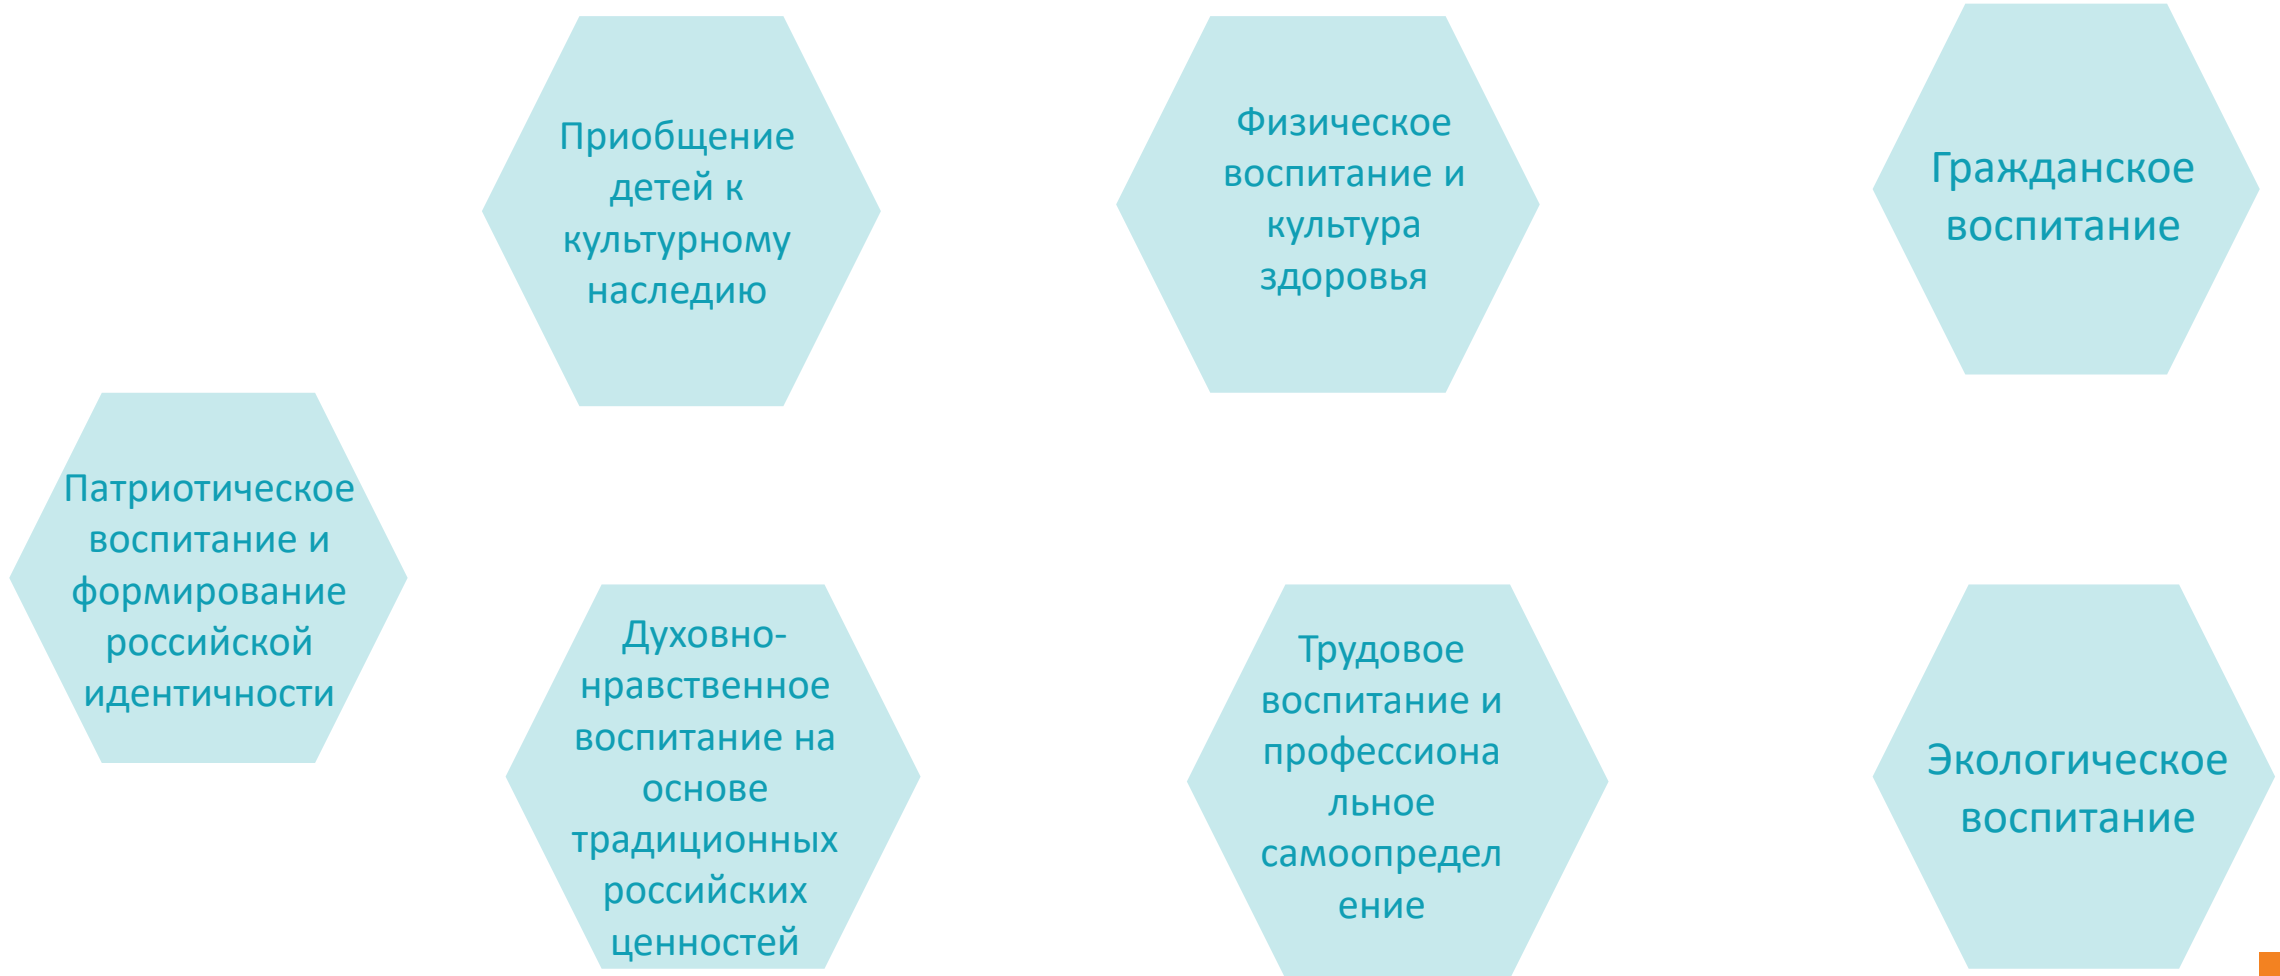 Приобщение
детей к
культурному
наследию
Физическое
воспитание и
культура
здоровья
Гражданское
воспитание
Патриотическое
воспитание и
формирование
российской
идентичности
Духовно-
нравственное
воспитание на
основе
традиционных
российских
ценностей
Трудовое
воспитание и
профессиона
льное
самоопредел
ение
Экологическое
воспитание